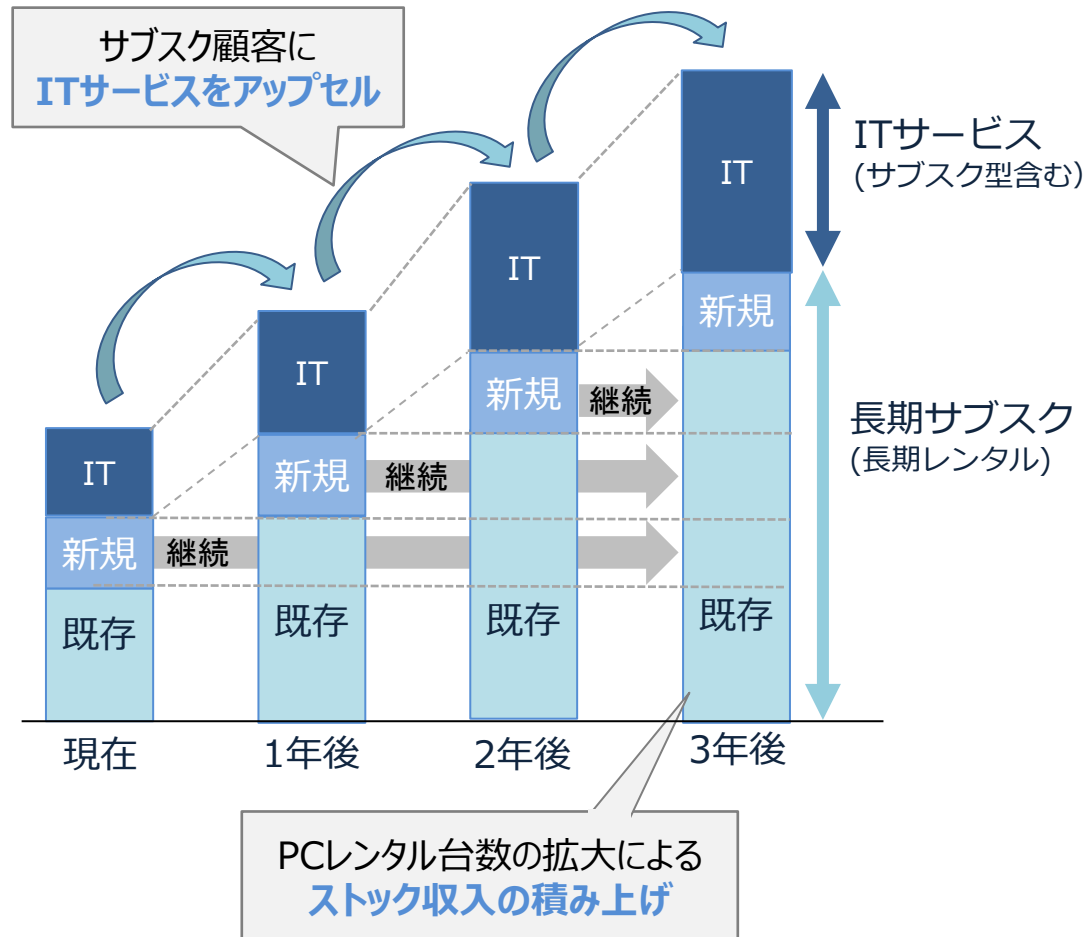 サブスク顧客に
ITサービスをアップセル
IT
ITサービス
(サブスク型含む）
IT
新規
IT
新規
継続
長期サブスク
(長期レンタル)
IT
新規
継続
新規
継続
既存
既存
既存
既存
現在
1年後
2年後
3年後
PCレンタル台数の拡大による
ストック収入の積み上げ